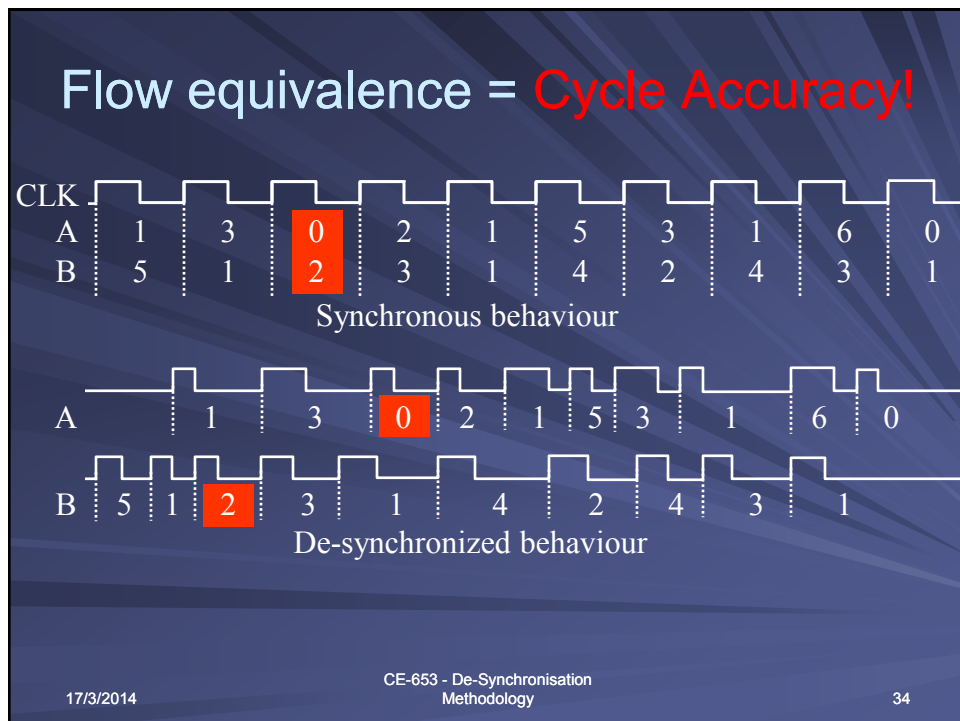 Flow equivalence = Cycle Accuracy!
CLK
A 1 3 0 2 1 5 3 1 6 0
B 5 1 2 3 1 4 2 4 3 1
Synchronous behaviour
A 1 3 0 2 1 5 3 1 6 0
B 5 1 2 3 1 4 2 4 3 1
De-synchronized behaviour
17/3/2014
CE-653 - De-Synchronisation
Methodology
34